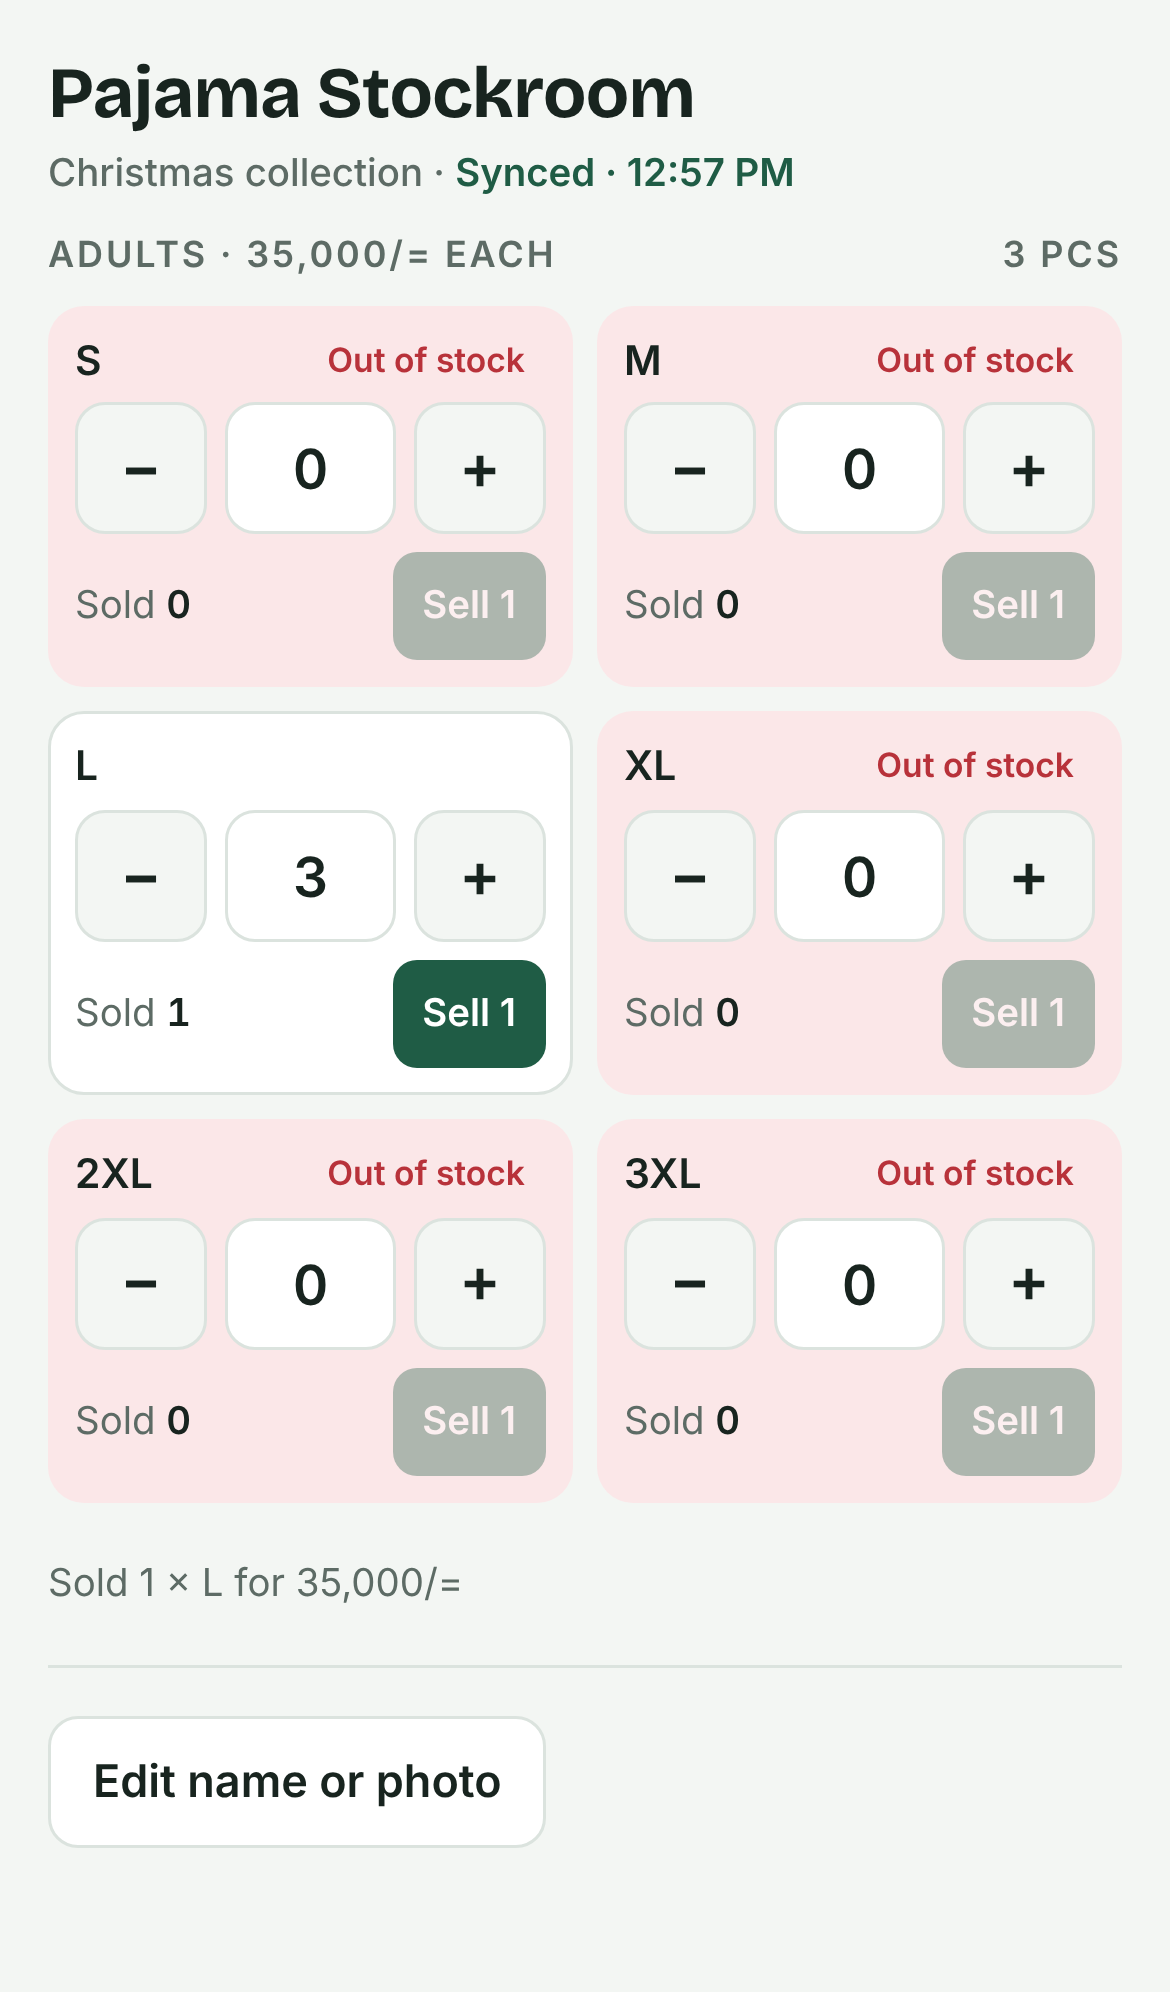 Pajama Stockroom
Christmas collection · Synced · 12:57 PM
ADULTS · 35,000/= EACH 3 PCS
S Out of stock
− 0 +
Sold 0 Sell 1
M Out of stock
− 0 +
Sold 0 Sell 1
L
− 3 +
Sold 1 Sell 1
XL Out of stock
− 0 +
Sold 0 Sell 1
2XL Out of stock
− 0 +
Sold 0 Sell 1
3XL Out of stock
− 0 +
Sold 0 Sell 1
Sold 1 × L for 35,000/=
Edit name or photo